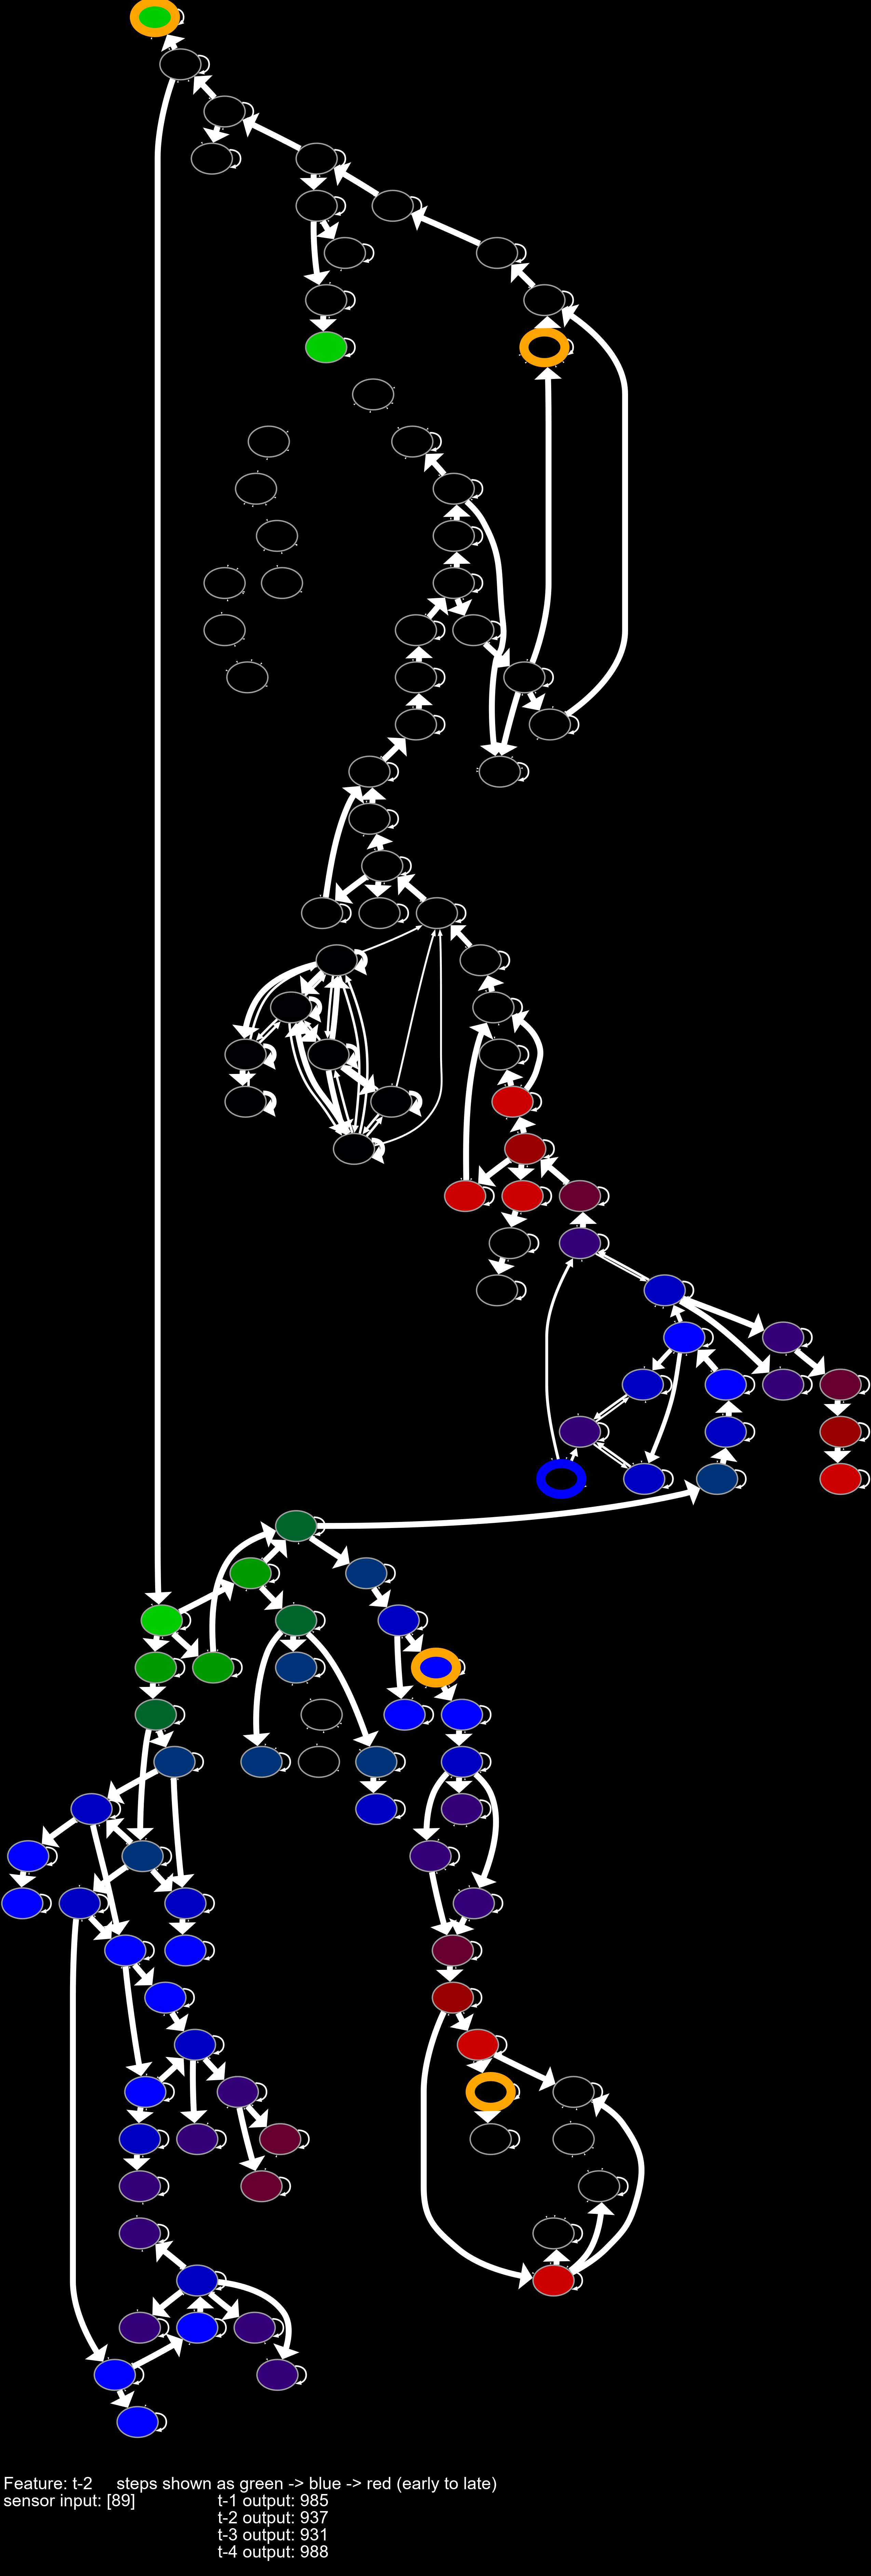 Feature: t-2 steps shown as green -> blue -> red (early to late)
sensor input: [89] t-1 output: 985
t-2 output: 937
t-3 output: 931
t-4 output: 988